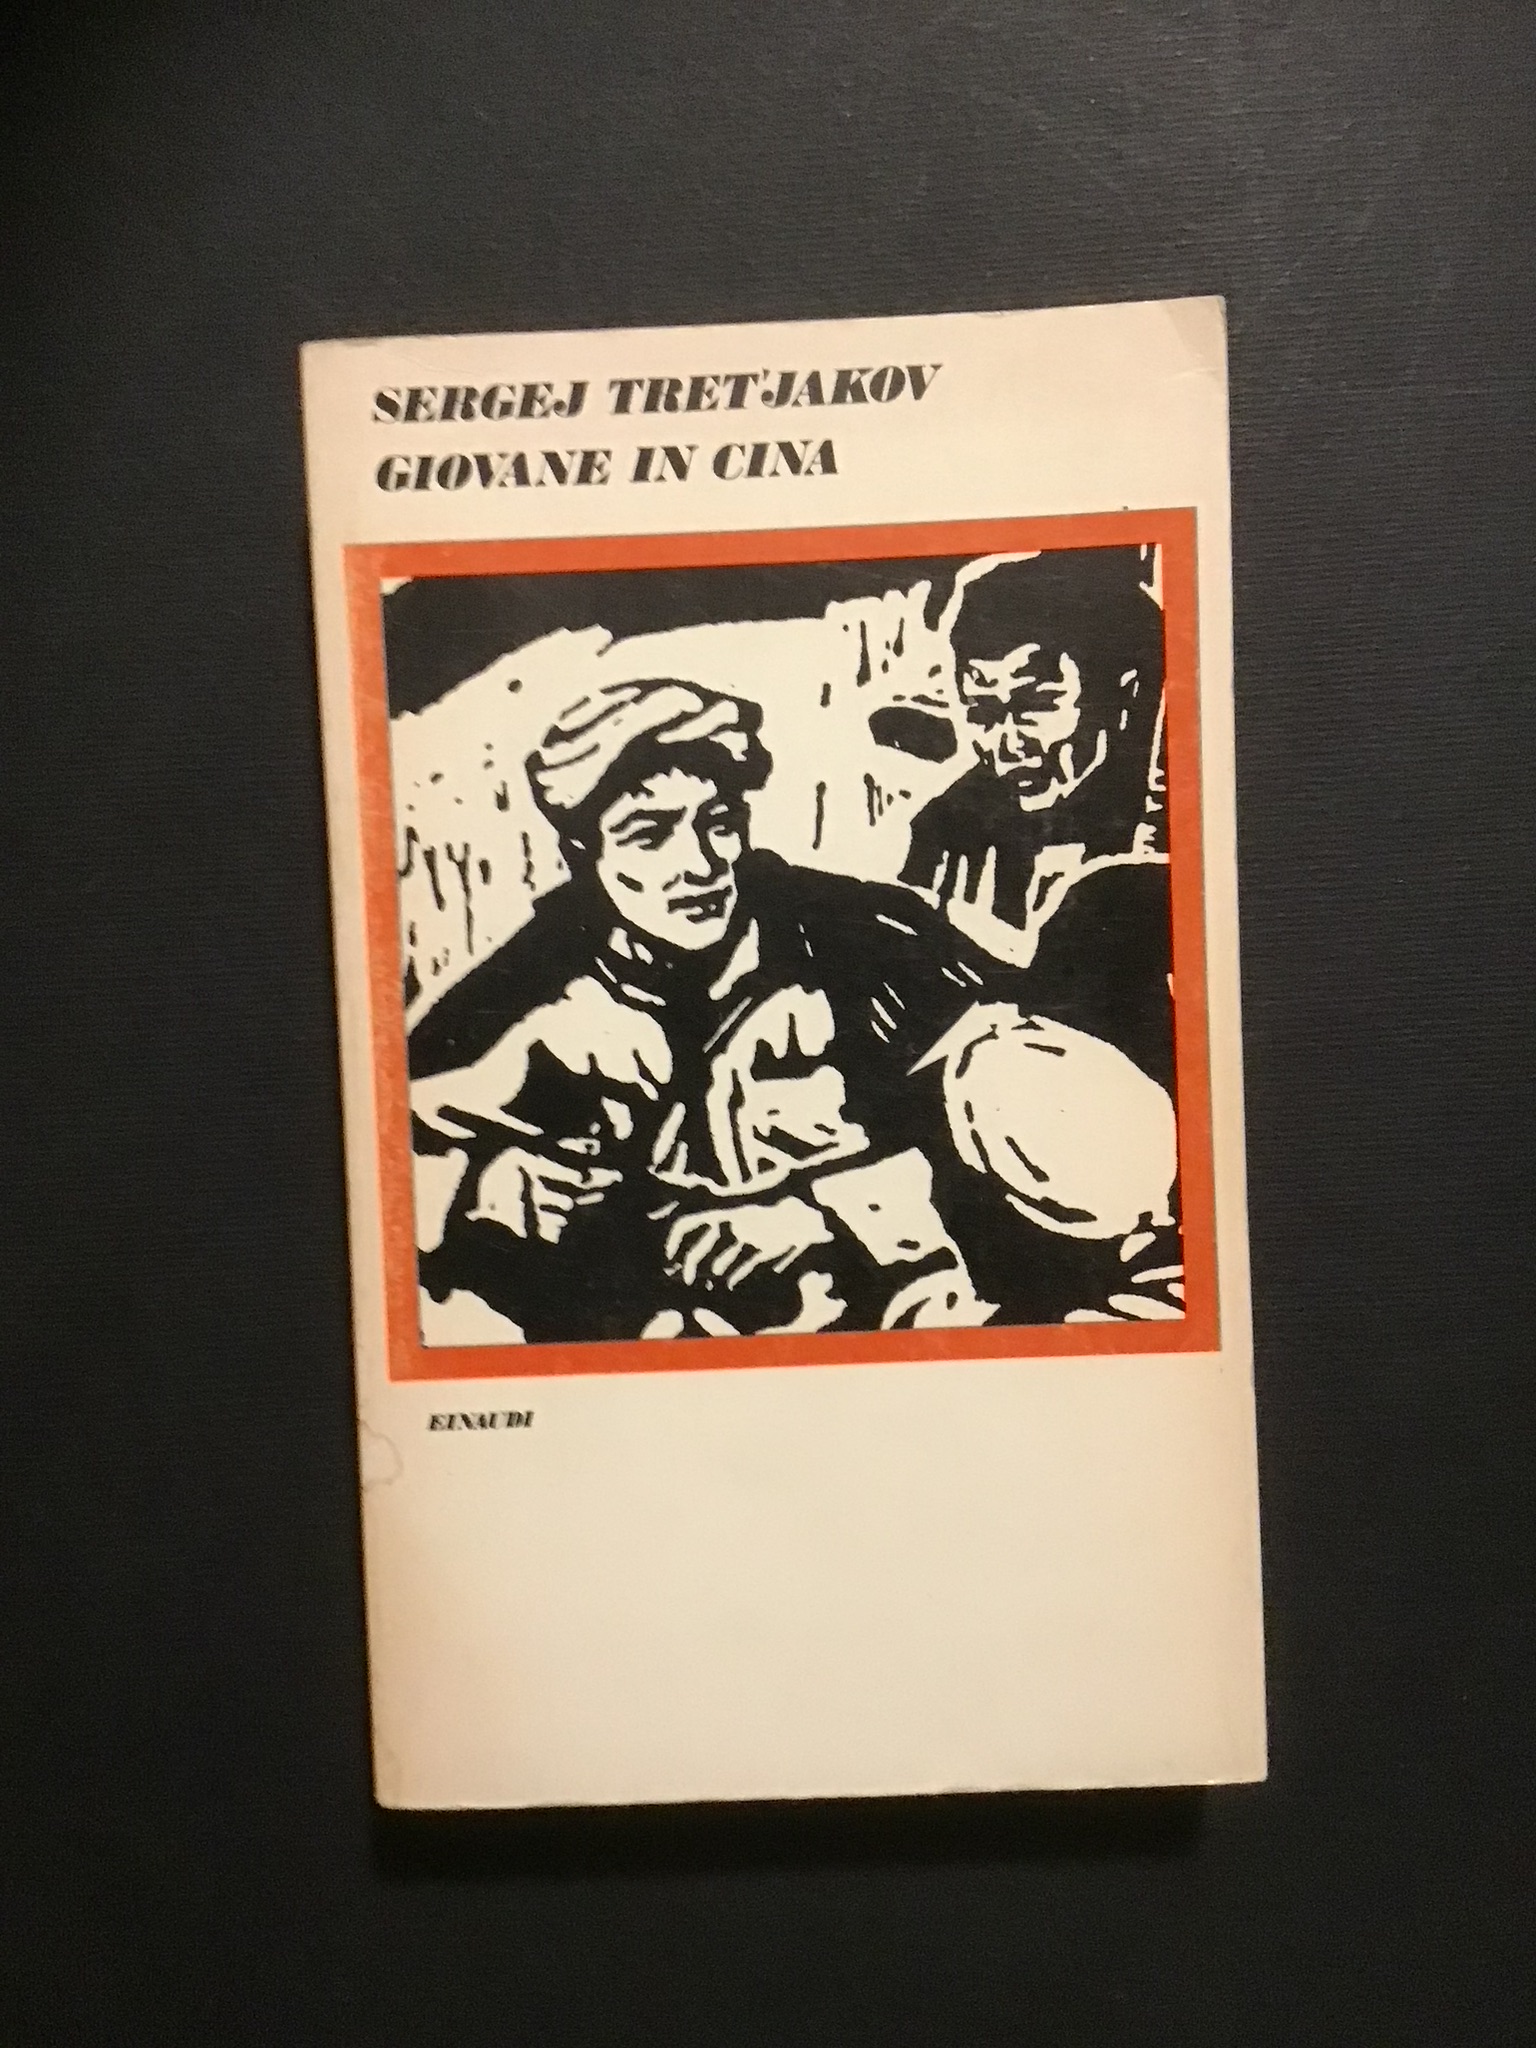 SERGEJ TRET'JAKOV
GIOVANE IN CINA
EINAUDI